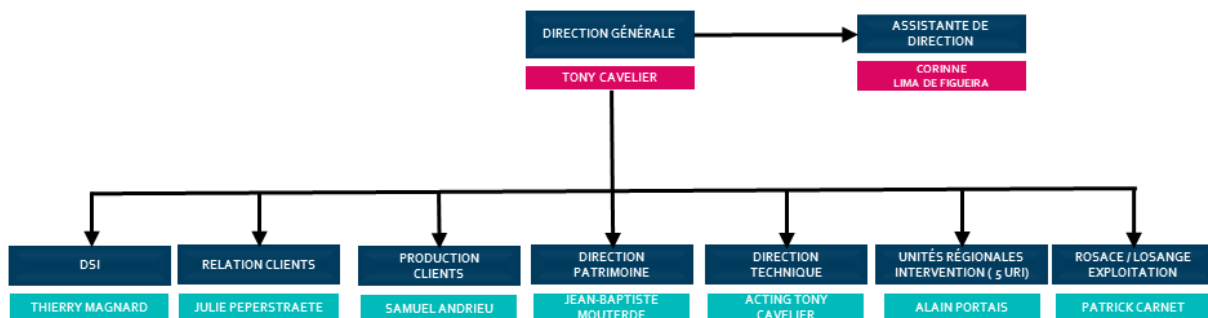 DIRECTION GÉNÉRALE
TONY CAVELIER
ASSISTANTE DE
DIRECTION
CORINNE
LIMA DE FIGUEIRA
DSI
THIERRY MAGNARD
RELATION CLIENTS
JULIE PEPERSTRAETE
PRODUCTION
CLIENTS
SAMUEL ANDRIEU
DIRECTION
PATRIMOINE
JEAN-BAPTISTE
MOUTERDE
DIRECTION
TECHNIQUE
ACTING TONY
CAVELIER
UNITÉS RÉGIONALES
INTERVENTION ( 5 URI)
ALAIN PORTAIS
ROSACE / LOSANGE
EXPLOITATION
PATRICK CARNET